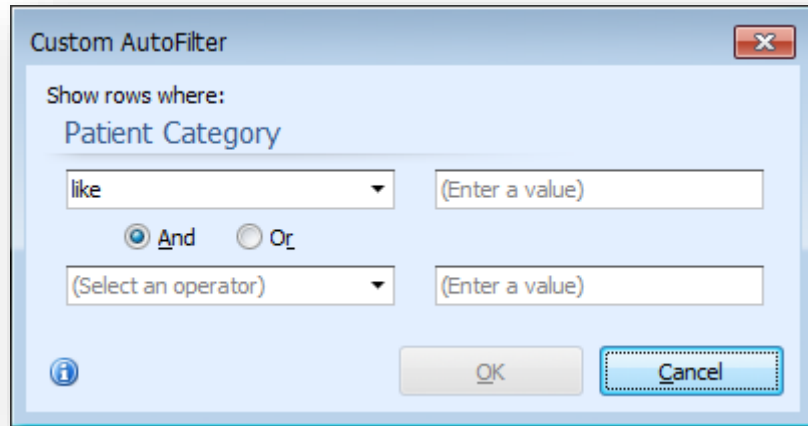 Custom AutoFilter
Show rows where:
Patient Category
like (Enter a value)
And Or
(Select an operator) (Enter a value)
OK Cancel